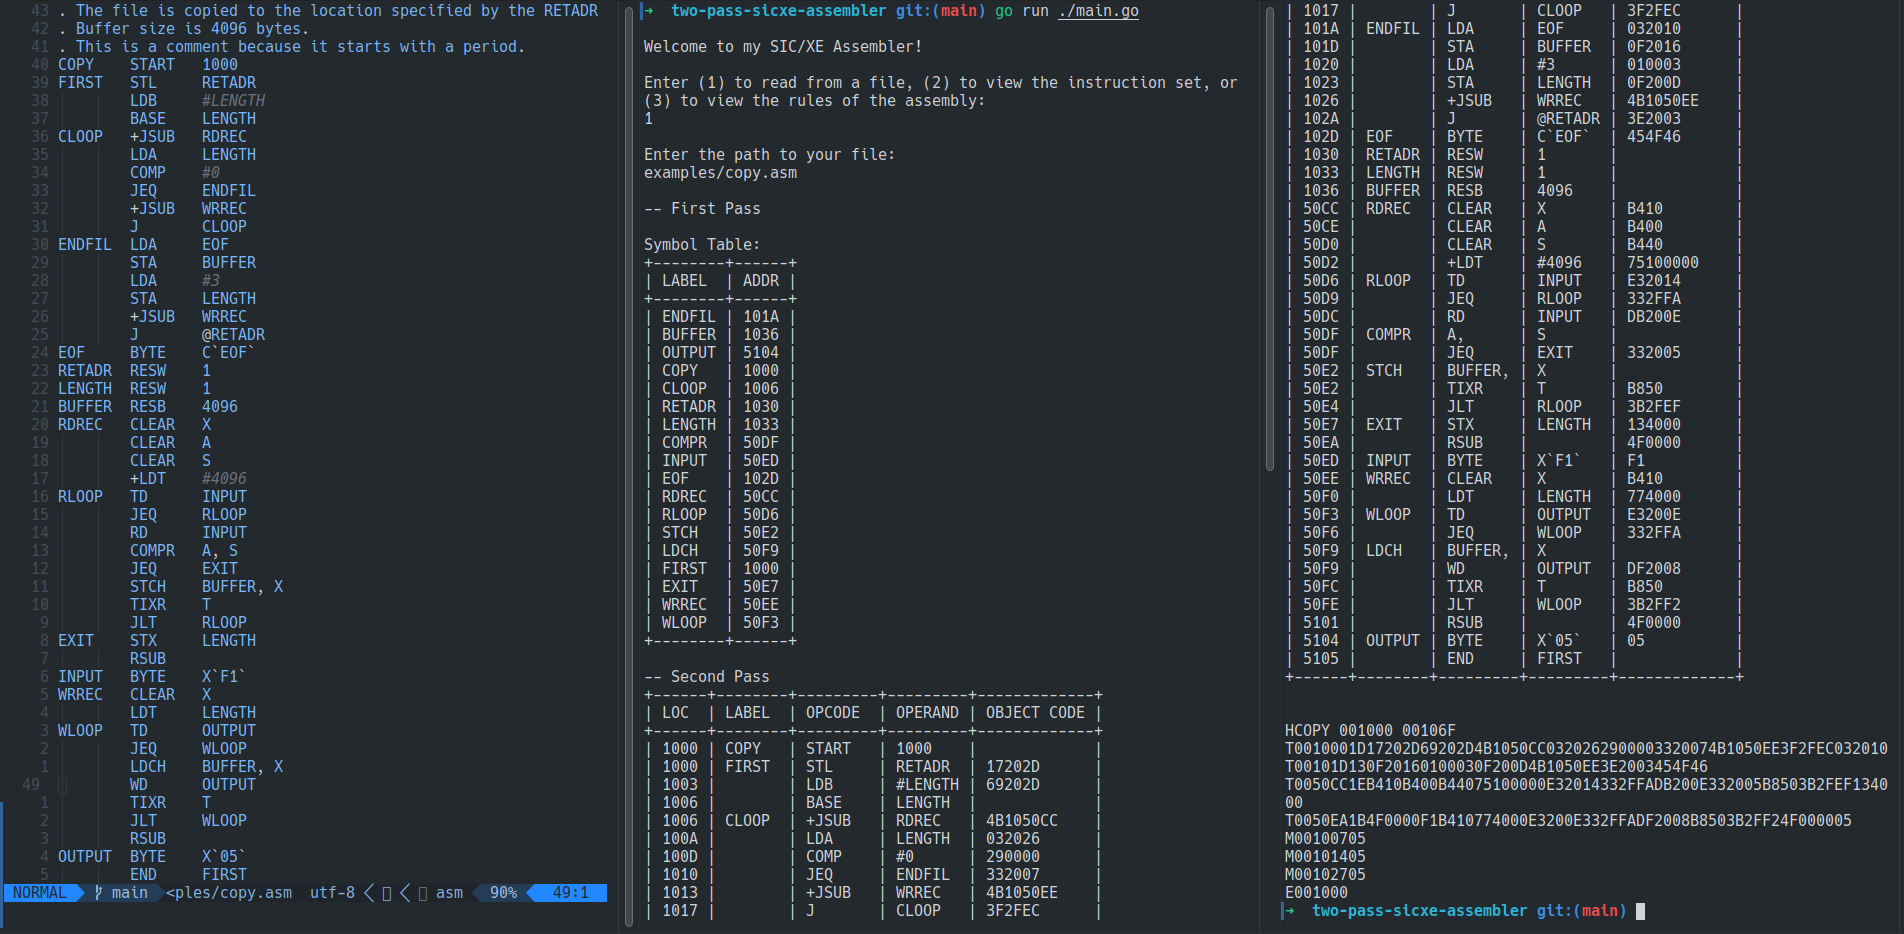 43 . The file is copied to the location specified by the RETADR
42 . Buffer size is 4096 bytes.
41 . This is a comment because it starts with a period.
40 COPY    START   1000
39 FIRST   STL     RETADR
38         LDB     #LENGTH
37         BASE    LENGTH
36 CLOOP   +JSUB   RDREC
35         LDA     LENGTH
34         COMP    #0
33         JEQ     ENDFIL
32         +JSUB   WRREC
31         J       CLOOP
30 ENDFIL  LDA     EOF
29         STA     BUFFER
28         LDA     #3
27         STA     LENGTH
26         +JSUB   WRREC
25         J       @RETADR
24 EOF     BYTE    C`EOF`
23 RETADR  RESW    1
22 LENGTH  RESW    1
21 BUFFER  RESB    4096
20 RDREC   CLEAR   X
19         CLEAR   A
18         CLEAR   S
17         +LDT    #4096
16 RLOOP   TD      INPUT
15         JEQ     RLOOP
14         RD      INPUT
13         COMPR   A, S
12         JEQ     EXIT
11         STCH    BUFFER, X
10         TIXR    T
9         JLT     RLOOP
8 EXIT    STX     LENGTH
7         RSUB
6 INPUT   BYTE    X`F1`
5 WRREC   CLEAR   X
4         LDT     LENGTH
3 WLOOP   TD      OUTPUT
2         JEQ     WLOOP
1         LDCH    BUFFER, X
49         WD      OUTPUT
1         TIXR    T
2         JLT     WLOOP
3         RSUB
4 OUTPUT  BYTE    X`05`
5         END     FIRST
NORMAL main <ples/copy.asm utf-8 < < asm 90% 49:1
→ two-pass-sicxe-assembler git:(main) go run ./main.go
Welcome to my SIC/XE Assembler!
Enter (1) to read from a file, (2) to view the instruction set, or
(3) to view the rules of the assembly:
1
Enter the path to your file:
examples/copy.asm
-- First Pass
Symbol Table:
+--------+------+
| LABEL  | ADDR |
+--------+------+
| ENDFIL | 101A |
| BUFFER | 1036 |
| OUTPUT | 5104 |
| COPY   | 1000 |
| CLOOP  | 1006 |
| RETADR | 1030 |
| LENGTH | 1033 |
| COMPR  | 50DF |
| INPUT  | 50ED |
| EOF    | 102D |
| RDREC  | 50CC |
| RLOOP  | 50D6 |
| STCH   | 50E2 |
| LDCH   | 50F9 |
| FIRST  | 1000 |
| EXIT   | 50E7 |
| WRREC  | 50EE |
| WLOOP  | 50F3 |
+--------+------+
-- Second Pass
+------+--------+---------+---------+-------------+
| LOC  | LABEL  | OPCODE  | OPERAND | OBJECT CODE |
+------+--------+---------+---------+-------------+
| 1000 | COPY   | START   | 1000    |             |
| 1000 | FIRST  | STL     | RETADR  | 17202D      |
| 1003 |        | LDB     | #LENGTH | 69202D      |
| 1006 |        | BASE    | LENGTH  |             |
| 1006 | CLOOP  | +JSUB   | RDREC   | 4B1050CC    |
| 100A |        | LDA     | LENGTH  | 032026      |
| 100D |        | COMP    | #0      | 290000      |
| 1010 |        | JEQ     | ENDFIL  | 332007      |
| 1013 |        | +JSUB   | WRREC   | 4B1050EE    |
| 1017 |        | J       | CLOOP   | 3F2FEC      |
| 1017 |        | J       | CLOOP   | 3F2FEC      |
| 101A | ENDFIL | LDA     | EOF     | 032010      |
| 101D |        | STA     | BUFFER  | 0F2016      |
| 1020 |        | LDA     | #3      | 010003      |
| 1023 |        | STA     | LENGTH  | 0F200D      |
| 1026 |        | +JSUB   | WRREC   | 4B1050EE    |
| 102A |        | J       | @RETADR | 3E2003      |
| 102D | EOF    | BYTE    | C`EOF`  | 454F46      |
| 1030 | RETADR | RESW    | 1       |             |
| 1033 | LENGTH | RESW    | 1       |             |
| 1036 | BUFFER | RESB    | 4096    |             |
| 50CC | RDREC  | CLEAR   | X       | B410        |
| 50CE |        | CLEAR   | A       | B400        |
| 50D0 |        | CLEAR   | S       | B440        |
| 50D2 |        | +LDT    | #4096   | 75100000    |
| 50D6 | RLOOP  | TD      | INPUT   | E32014      |
| 50D9 |        | JEQ     | RLOOP   | 332FFA      |
| 50DC |        | RD      | INPUT   | DB200E      |
| 50DF | COMPR  | A,      | S       |             |
| 50DF |        | JEQ     | EXIT    | 332005      |
| 50E2 | STCH   | BUFFER, | X       |             |
| 50E2 |        | TIXR    | T       | B850        |
| 50E4 |        | JLT     | RLOOP   | 3B2FEF      |
| 50E7 | EXIT   | STX     | LENGTH  | 134000      |
| 50EA |        | RSUB    |         | 4F0000      |
| 50ED | INPUT  | BYTE    | X`F1`   | F1          |
| 50EE | WRREC  | CLEAR   | X       | B410        |
| 50F0 |        | LDT     | LENGTH  | 774000      |
| 50F3 | WLOOP  | TD      | OUTPUT  | E3200E      |
| 50F6 |        | JEQ     | WLOOP   | 332FFA      |
| 50F9 | LDCH   | BUFFER, | X       |             |
| 50F9 |        | WD      | OUTPUT  | DF2008      |
| 50FC |        | TIXR    | T       | B850        |
| 50FE |        | JLT     | WLOOP   | 3B2FF2      |
| 5101 |        | RSUB    |         | 4F0000      |
| 5104 | OUTPUT | BYTE    | X`05`   | 05          |
| 5105 |        | END     | FIRST   |             |
+------+--------+---------+---------+-------------+
HCOPY 001000 00106F
T0010001D17202D69202D4B1050CC0320262900003320074B1050EE3F2FEC032010
T00101D130F20160100030F200D4B1050EE3E2003454F46
T0050CC1EB410B400B44075100000E32014332FFADB200E332005B8503B2FEF1340
00
T0050EA1B4F0000F1B410774000E3200E332FFADF2008B8503B2FF24F000005
M00100705
M00101405
M00102705
E001000
→ two-pass-sicxe-assembler git:(main)